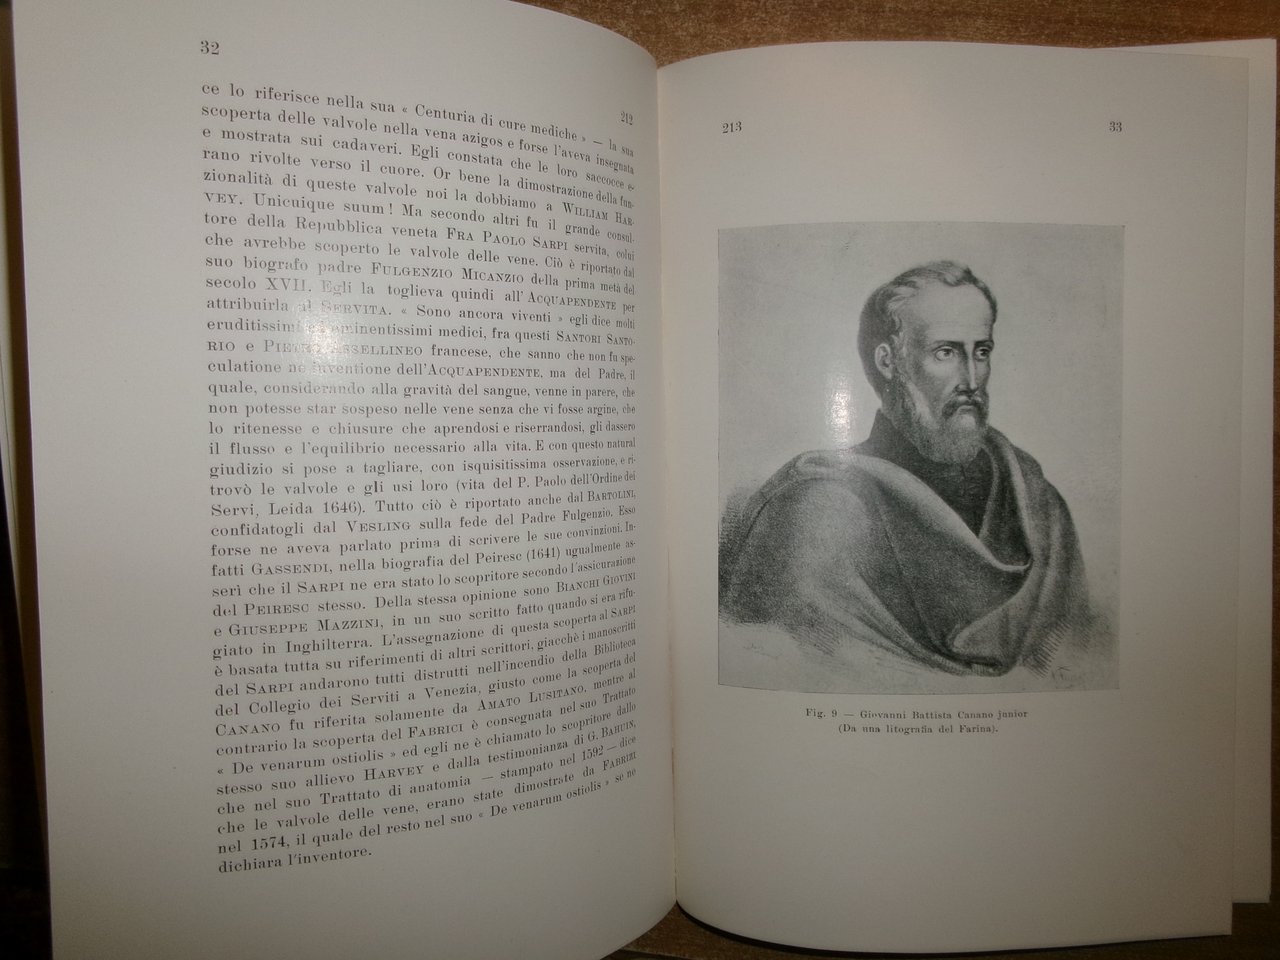 32
212
ce lo riferisce nella sua « Centuria di cure mediche » — la sua
scoperta delle valvole nella vena azigos e forse l'aveva insegnata
e mostrata sui cadaveri. Egli constata che le loro saccocce e-
rano rivolte verso il cuore. Or bene la dimostrazione della fun-
zionalità di queste valvole noi la dobbiamo a WILLIAM HAR-
VEY. Unicuique suum! Ma secondo altri fu il grande consul-
tore della Repubblica veneta FRA PAOLO SARPI servita, colui
che avrebbe scoperto le valvole delle vene. Ciò è riportato dal
suo biografo padre FULGENZIO MICANZIO della prima metà del
secolo XVII. Egli la toglieva quindi all'ACQUAPENDENTE per
attribuirla al SERVITA. « Sono ancora viventi » egli dice molti
eruditissimi ed eminentissimi medici, fra questi SANTORI SANTO-
RIO e PIETRO ASSELLINEO francese, che sanno che non fu spe-
culatione ne inventione dell'ACQUAPENDENTE, ma del Padre, il
quale, considerando alla gravità del sangue, venne in parere, che
non potesse star sospeso nelle vene senza che vi fosse argine, che
lo ritenesse e chiusure che aprendosi e riserrandosi, gli dassero
il flusso e l'equilibrio necessario alla vita. E con questo natural
giudizio si pose a tagliare, con isquisitissima osservazione, e ri-
trovò le valvole e gli usi loro (vita del P. Paolo dell'Ordine dei
Servi, Leida 1646). Tutto ciò è riportato anche dal BARTOLINI,
confidatogli dal VESLING sulla fede del Padre Fulgenzio. Esso
forse ne aveva parlato prima di scrivere le sue convinzioni. In-
fatti GASSENDI, nella biografia del Peiresc (1641) ugualmente as-
serì che il SARPI ne era stato lo scopritore secondo l'assicurazione
del PEIRESC stesso. Della stessa opinione sono BIANCHI GIOVINI
e GIUSEPPE MAZZINI, in un suo scritto fatto quando si era rifu-
giato in Inghilterra. L'assegnazione di questa scoperta al SARPI
è basata tutta su riferimenti di altri scrittori, giacchè i manoscritti
del SARPI andarono tutti distrutti nell'incendio della Biblioteca
del Collegio dei Serviti a Venezia, giusto come la scoperta del
CANANO fu riferita solamente da AMATO LUSITANO, mentre al
contrario la scoperta del FABRICI è consegnata nel suo Trattato
« De venarum ostiolis » ed egli ne è chiamato lo scopritore dallo
stesso suo allievo HARVEY e dalla testimonianza di G. BAHUIN,
che nel suo Trattato di anatomia — stampato nel 1592 — dice
che le valvole delle vene, erano state dimostrate da FABRIZI
nel 1574, il quale del resto nel suo « De venarum ostiolis » se ne
dichiara l'inventore.
213
33
Fig. 9 — Giovanni Battista Canano junior
(Da una litografia del Farina).